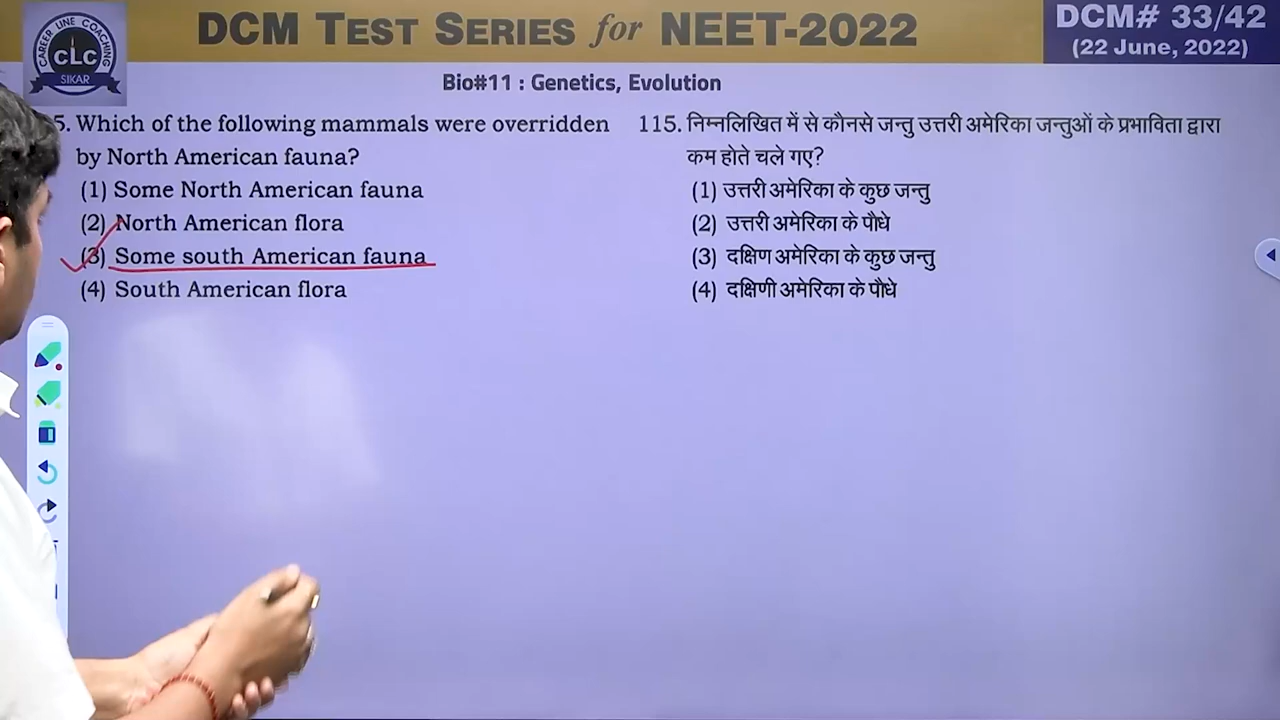 DCM TEST SERIES for NEET-2022
DCM# 33/42
(22 June, 2022)
CAREER LINE COACHING
CLC
SIKAR
Bio#11 : Genetics, Evolution
5. Which of the following mammals were overridden
by North American fauna?
(1) Some North American fauna
(2) North American flora
(3) Some south American fauna
(4) South American flora
115. निम्नलिखित में से कौनसे जन्तु उत्तरी अमेरिका जन्तुओं के प्रभाविता द्वारा
कम होते चले गए?
(1) उत्तरी अमेरिका के कुछ जन्तु
(2) उत्तरी अमेरिका के पौधे
(3) दक्षिण अमेरिका के कुछ जन्तु
(4) दक्षिणी अमेरिका के पौधे